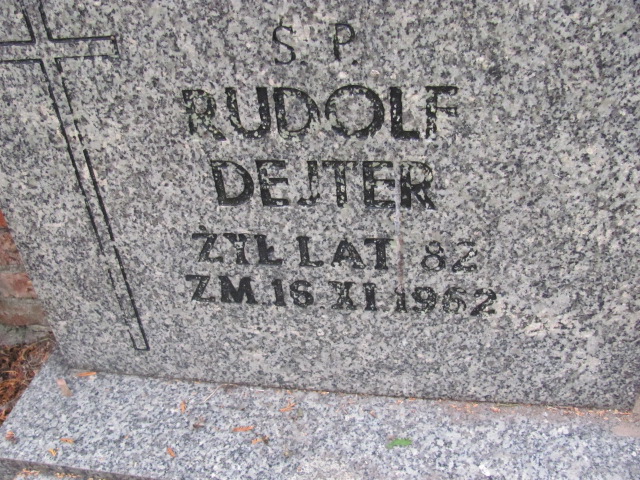 Ś P.
RUDOLF
DEJTER
ŻYŁ LAT 82
ZM 18 XI 1962